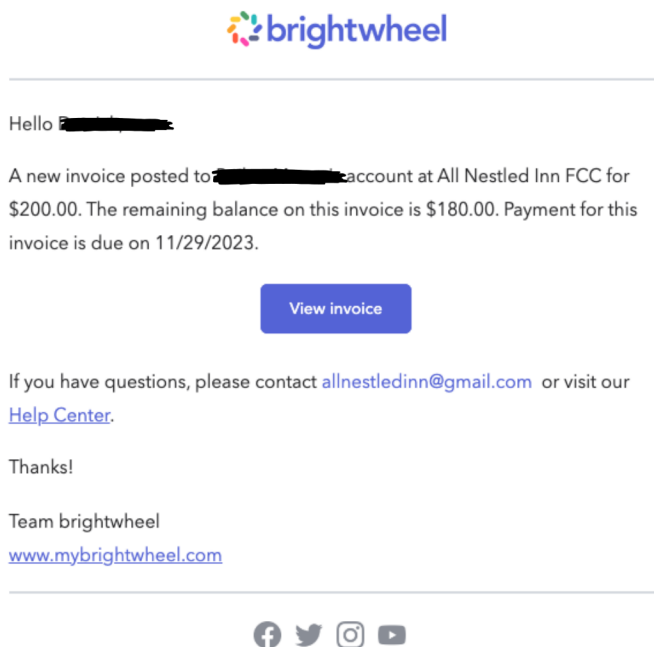 brightwheel
Hello
A new invoice posted to account at All Nestled Inn FCC for
$200.00. The remaining balance on this invoice is $180.00. Payment for this
invoice is due on 11/29/2023.
View invoice
If you have questions, please contact allnestledinn@gmail.com or visit our
Help Center.
Thanks!
Team brightwheel
www.mybrightwheel.com